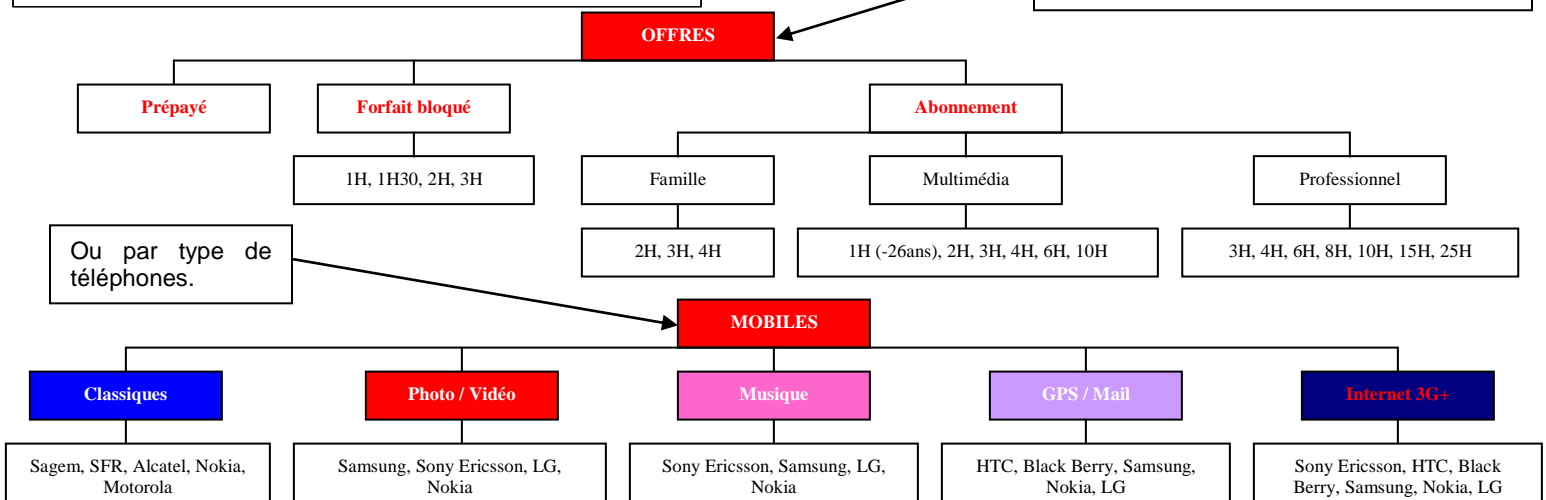 OFFRES
Prépayé
Forfait bloqué
Abonnement
1H, 1H30, 2H, 3H
Famille
Multimédia
Professionnel
Ou par type de
téléphones.
2H, 3H, 4H
1H (-26ans), 2H, 3H, 4H, 6H, 10H
3H, 4H, 6H, 8H, 10H, 15H, 25H
MOBILES
Classiques
Photo / Vidéo
Musique
GPS / Mail
Internet 3G+
Sagem, SFR, Alcatel, Nokia,
Motorola
Samsung, Sony Ericsson, LG,
Nokia
Sony Ericsson, Samsung, LG,
Nokia
HTC, Black Berry, Samsung,
Nokia, LG
Sony Ericsson, HTC, Black
Berry, Samsung, Nokia, LG